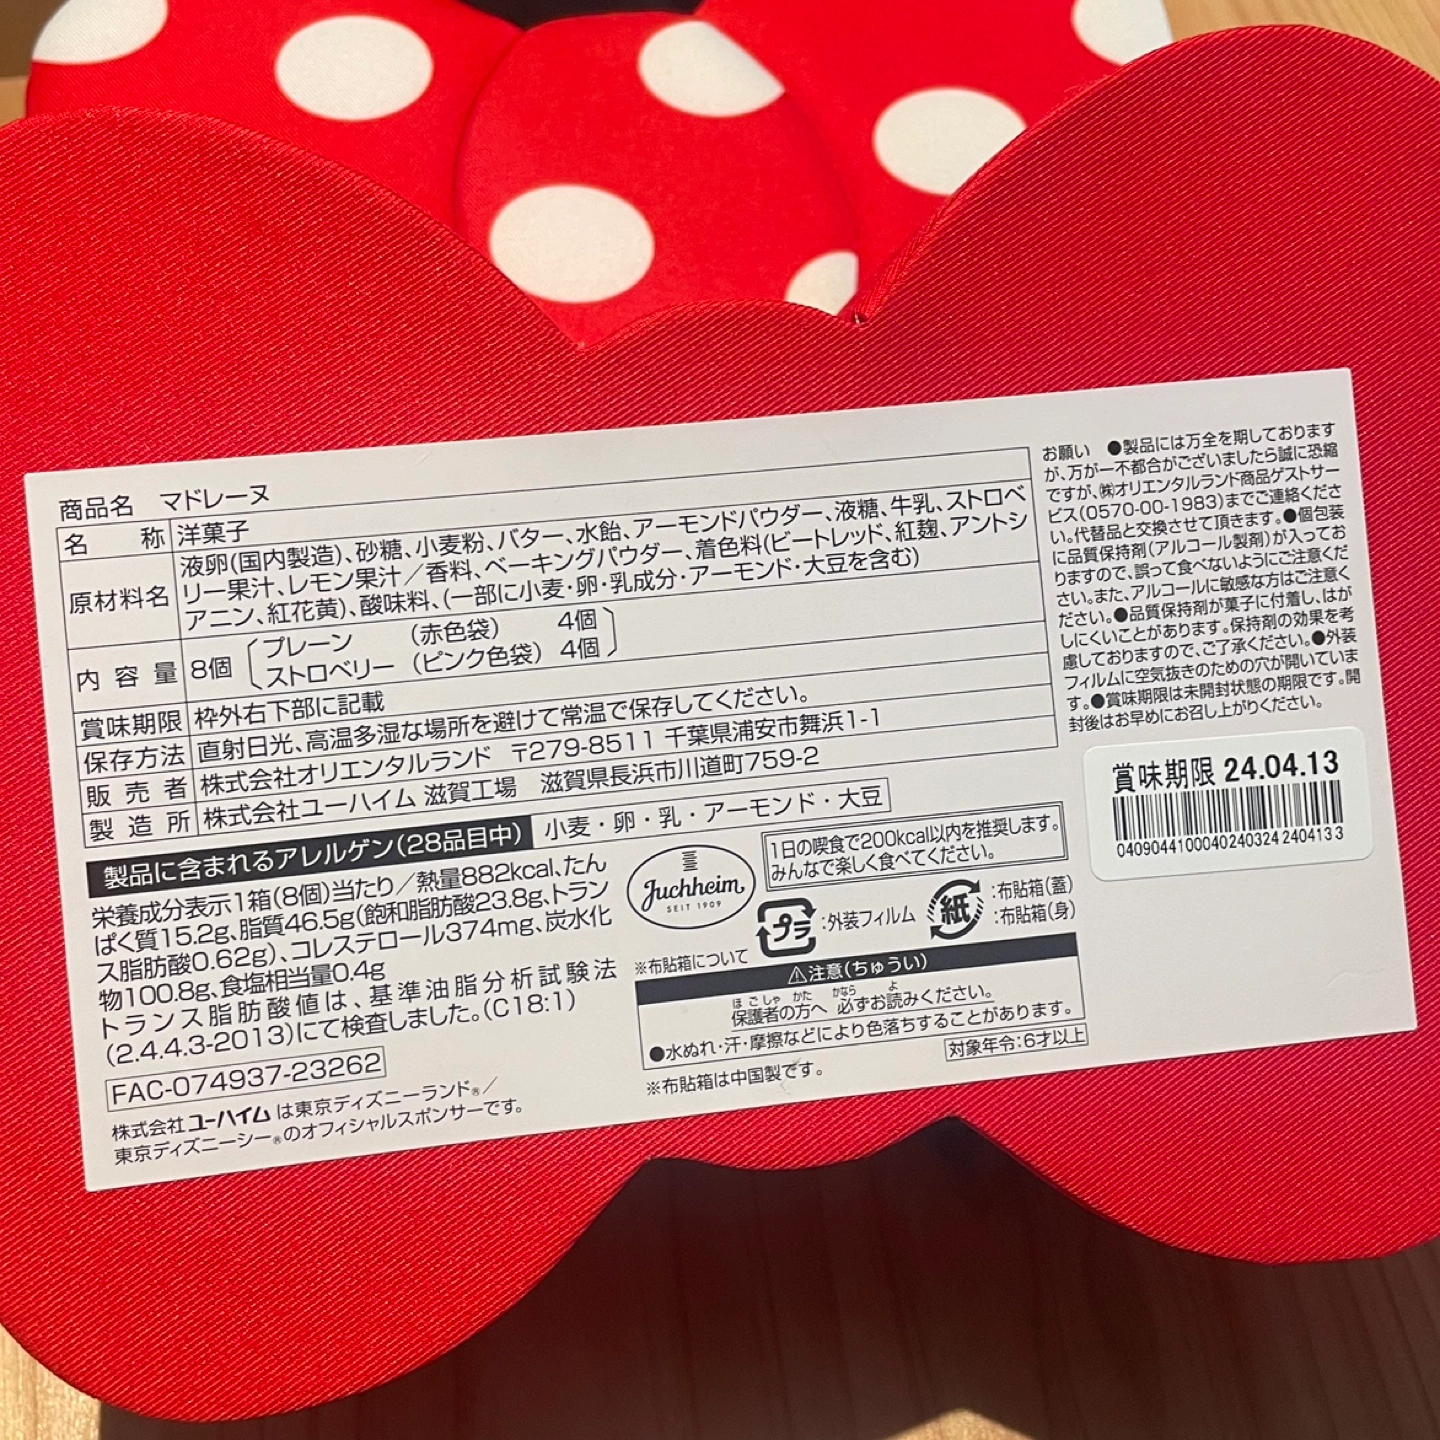 商品名 マドレーヌ
名称 洋菓子
原材料名 液卵(国内製造)、砂糖、小麦粉、バター、水飴、アーモンドパウダー、液糖、牛乳、ストロベ
リー果汁、レモン果汁／香料、ベーキングパウダー、着色料(ビートレッド、紅麹、アントシ
アニン、紅花黄)、酸味料、(一部に小麦・卵・乳成分・アーモンド・大豆を含む)
内容量 8個 プレーン (赤色袋) 4個
ストロベリー (ピンク色袋) 4個
賞味期限 枠外右下部に記載
保存方法 直射日光、高温多湿な場所を避けて常温で保存してください。
販売者 株式会社オリエンタルランド 〒279-8511 千葉県浦安市舞浜1-1
製造所 株式会社ユーハイム 滋賀工場 滋賀県長浜市川道町759-2
製品に含まれるアレルゲン(28品目中) 小麦・卵・乳・アーモンド・大豆
栄養成分表示1箱(8個)当たり／熱量882kcal、たん
ぱく質15.2g、脂質46.5g(飽和脂肪酸23.8g、トラン
ス脂肪酸0.62g)、コレステロール374mg、炭水化
物100.8g、食塩相当量0.4g
トランス脂肪酸値は、基準油脂分析試験法
(2.4.4.3-2013)にて検査しました。(C18:1)
FAC-074937-23262
株式会社ユーハイムは東京ディズニーランド®／
東京ディズニーシー®のオフィシャルスポンサーです。
Juchheim
SEIT 1909
1日の喫食で200kcal以内を推奨します。
みんなで楽しく食べてください。
プラ :外装フィルム
紙 :布貼箱(蓋)
:布貼箱(身)
※布貼箱について
⚠注意(ちゅうい)
ほごしゃ かた かなら よ
保護者の方へ 必ずお読みください。
●水ぬれ・汗・摩擦などにより色落ちすることがあります。
対象年令:6才以上
※布貼箱は中国製です。
お願い ●製品には万全を期しております
が、万が一不都合がございましたら誠に恐縮
ですが、㈱オリエンタルランド商品ゲストサー
ビス(0570-00-1983)までご連絡くださ
い。代替品と交換させて頂きます。●個包装
に品質保持剤(アルコール製剤)が入ってお
りますので、誤って食べないようにご注意くだ
さい。また、アルコールに敏感な方はご注意く
ださい。●品質保持剤が菓子に付着し、はが
しにくいことがあります。保持剤の効果を考
慮しておりますので、ご了承ください。●外装
フィルムに空気抜きのための穴が開いていま
す。●賞味期限は未開封状態の期限です。開
封後はお早めにお召し上がりください。
賞味期限 24.04.13
0409044100040240324 240413 3